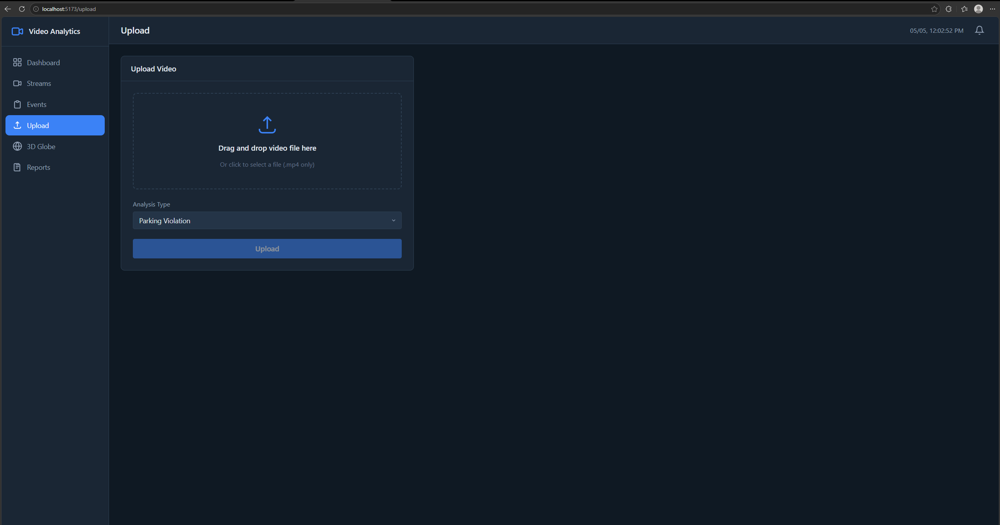 localhost:5173/upload
Video Analytics
Upload
05/05, 12:02:52 PM
Dashboard
Streams
Events
Upload
3D Globe
Reports
Upload Video
Drag and drop video file here
Or click to select a file (.mp4 only)
Analysis Type
Parking Violation
Upload